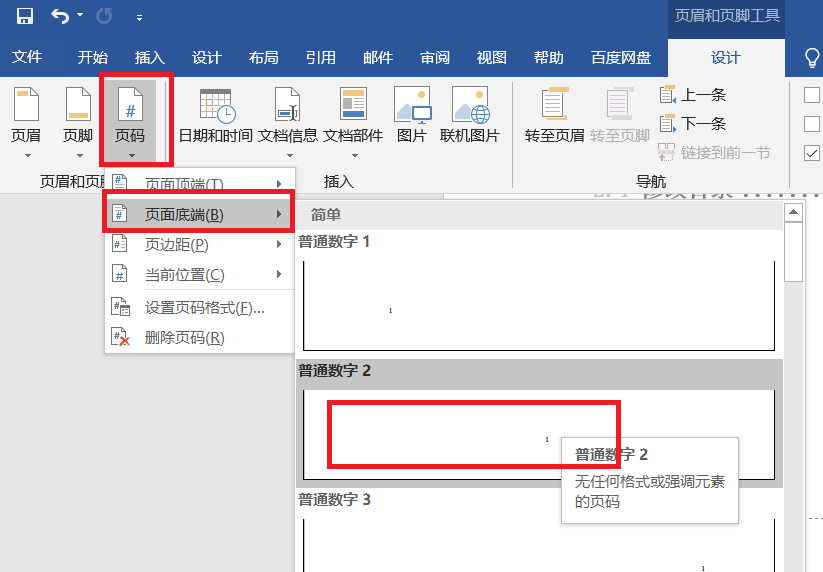 页眉和页脚工具
文件 开始 插入 设计 布局 引用 邮件 审阅 视图 帮助 百度网盘 设计
页眉 页脚 页码 日期和时间 文档信息 文档部件 图片 联机图片 转至页眉 转至页脚
上一条
下一条
链接到前一节
插入 导航
页面顶端(T)
页面底端(B)
页边距(P)
当前位置(C)
设置页码格式(F)...
删除页码(R)
简单
普通数字 1
1
普通数字 2
1
普通数字 2
无任何格式或强调元素
的页码
普通数字 3
1